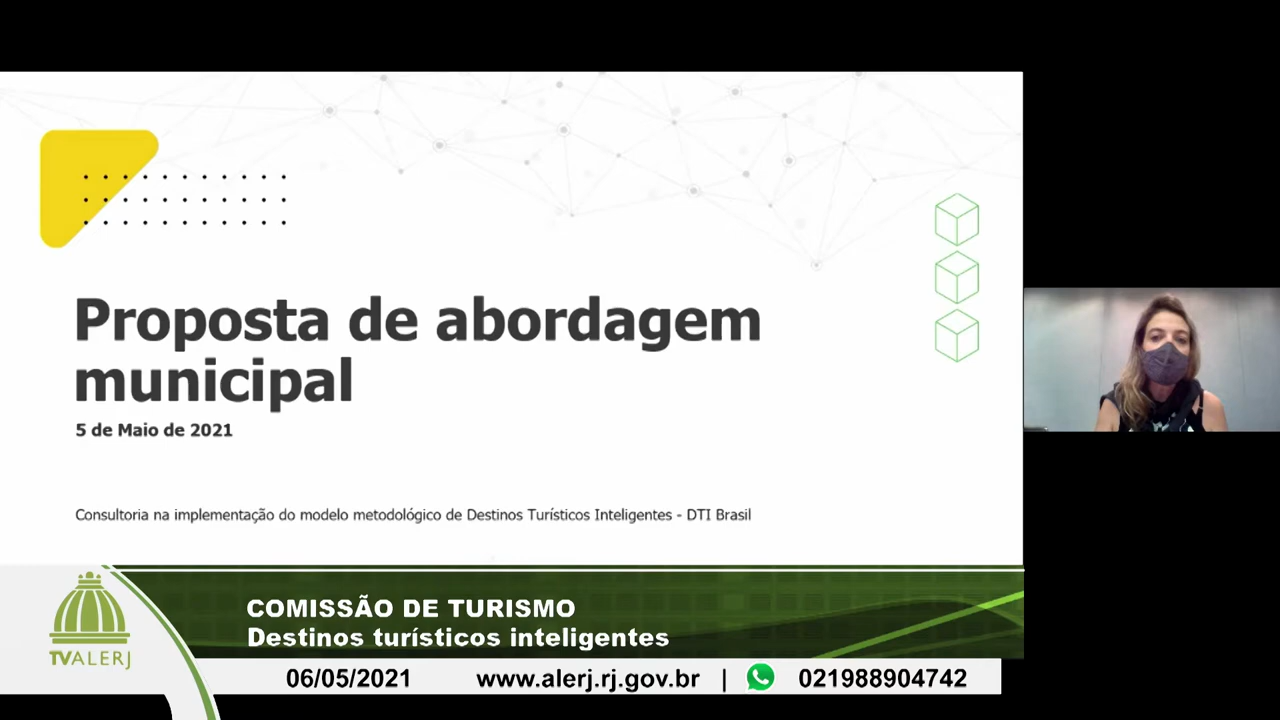 Proposta de abordagem
municipal
5 de Maio de 2021
Consultoria na implementação do modelo metodológico de Destinos Turísticos Inteligentes - DTI Brasil
COMISSÃO DE TURISMO
Destinos turísticos inteligentes
TVALERJ
06/05/2021 www.alerj.rj.gov.br | 021988904742